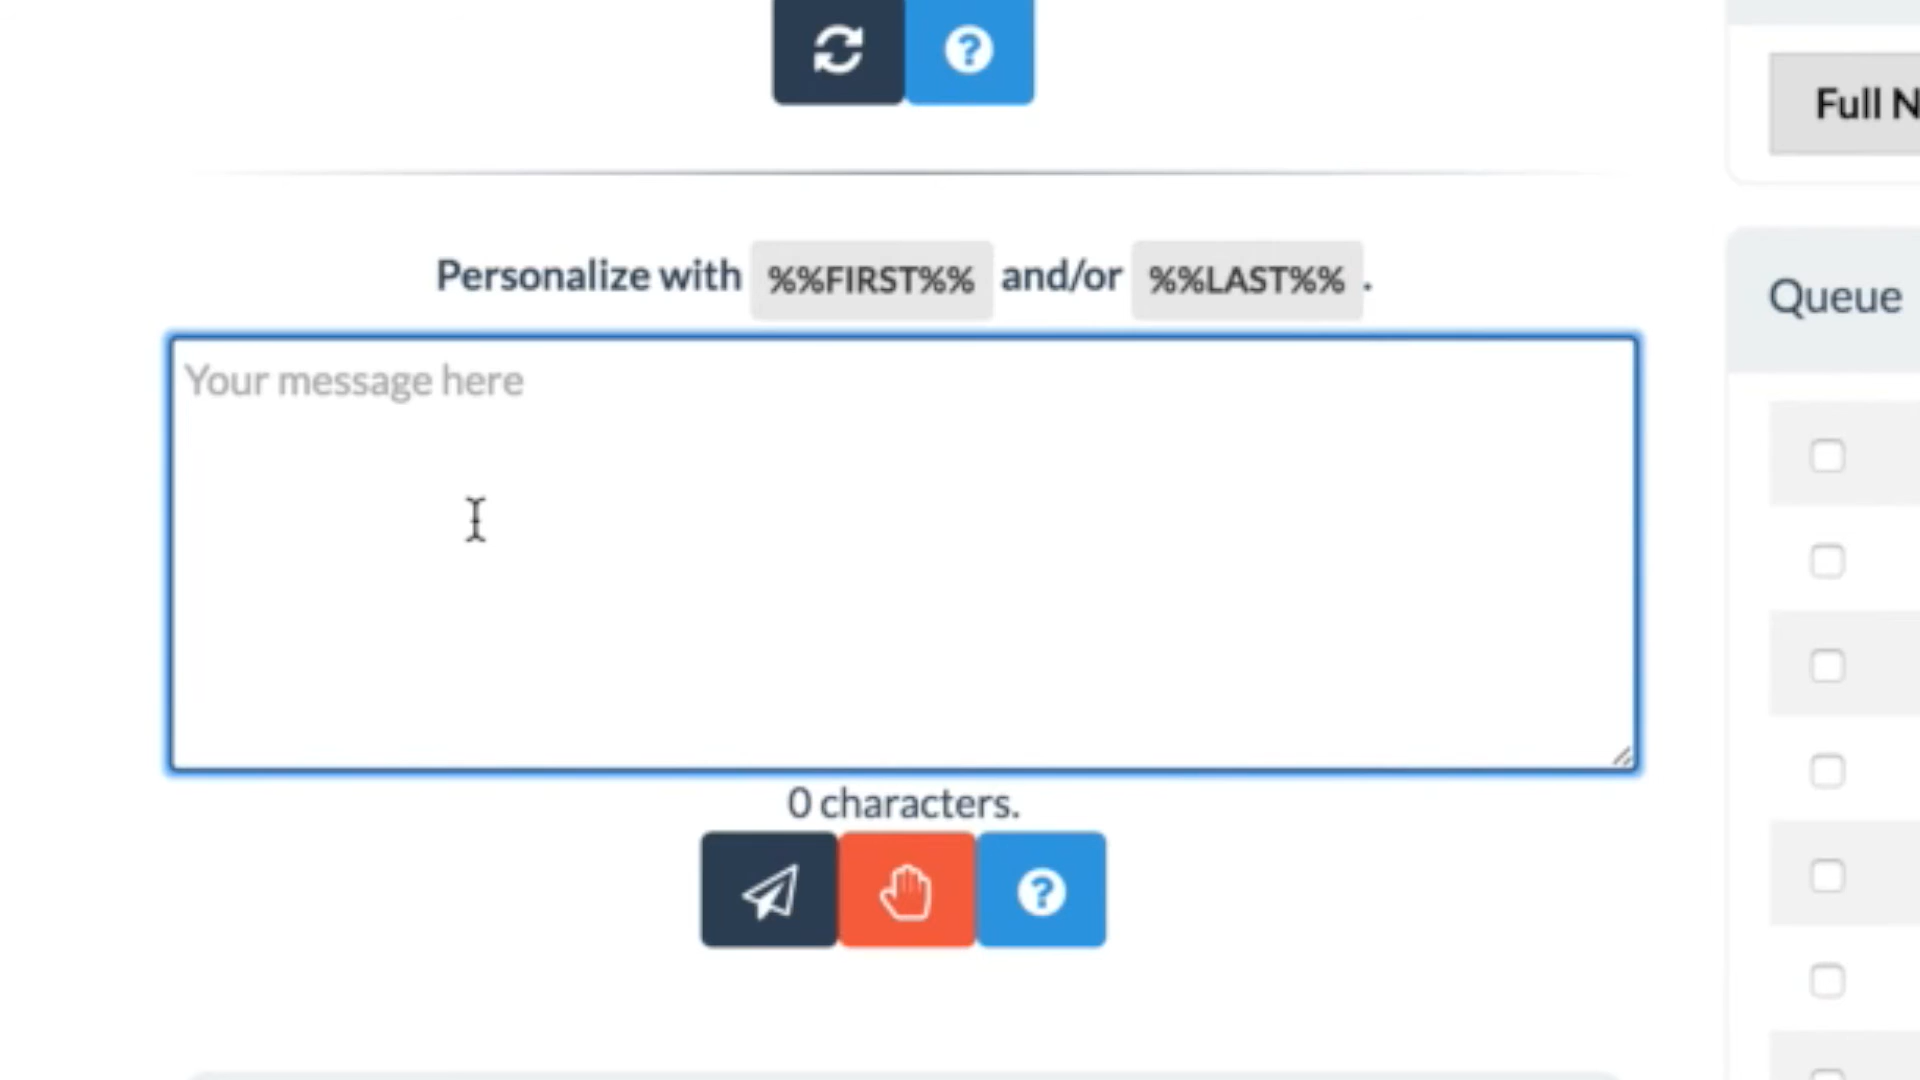 Full N
Personalize with %%FIRST%% and/or %%LAST%% .
Queue
Your message here
0 characters.